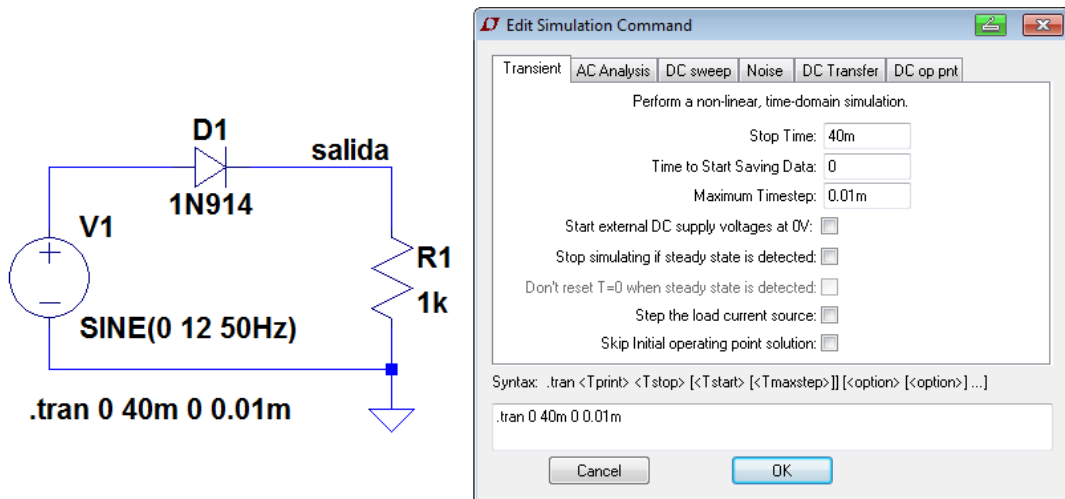 D1
salida
1N914
V1
R1
1k
SINE(0 12 50Hz)
.tran 0 40m 0 0.01m
Edit Simulation Command
Transient AC Analysis DC sweep Noise DC Transfer DC op pnt
Perform a non-linear, time-domain simulation.
Stop Time: 40m
Time to Start Saving Data: 0
Maximum Timestep: 0.01m
Start external DC supply voltages at 0V:
Stop simulating if steady state is detected:
Don't reset T=0 when steady state is detected:
Step the load current source:
Skip Initial operating point solution:
Syntax: .tran <Tprint> <Tstop> [<Tstart> [<Tmaxstep>]] [<option> [<option>] ...]
.tran 0 40m 0 0.01m
Cancel OK